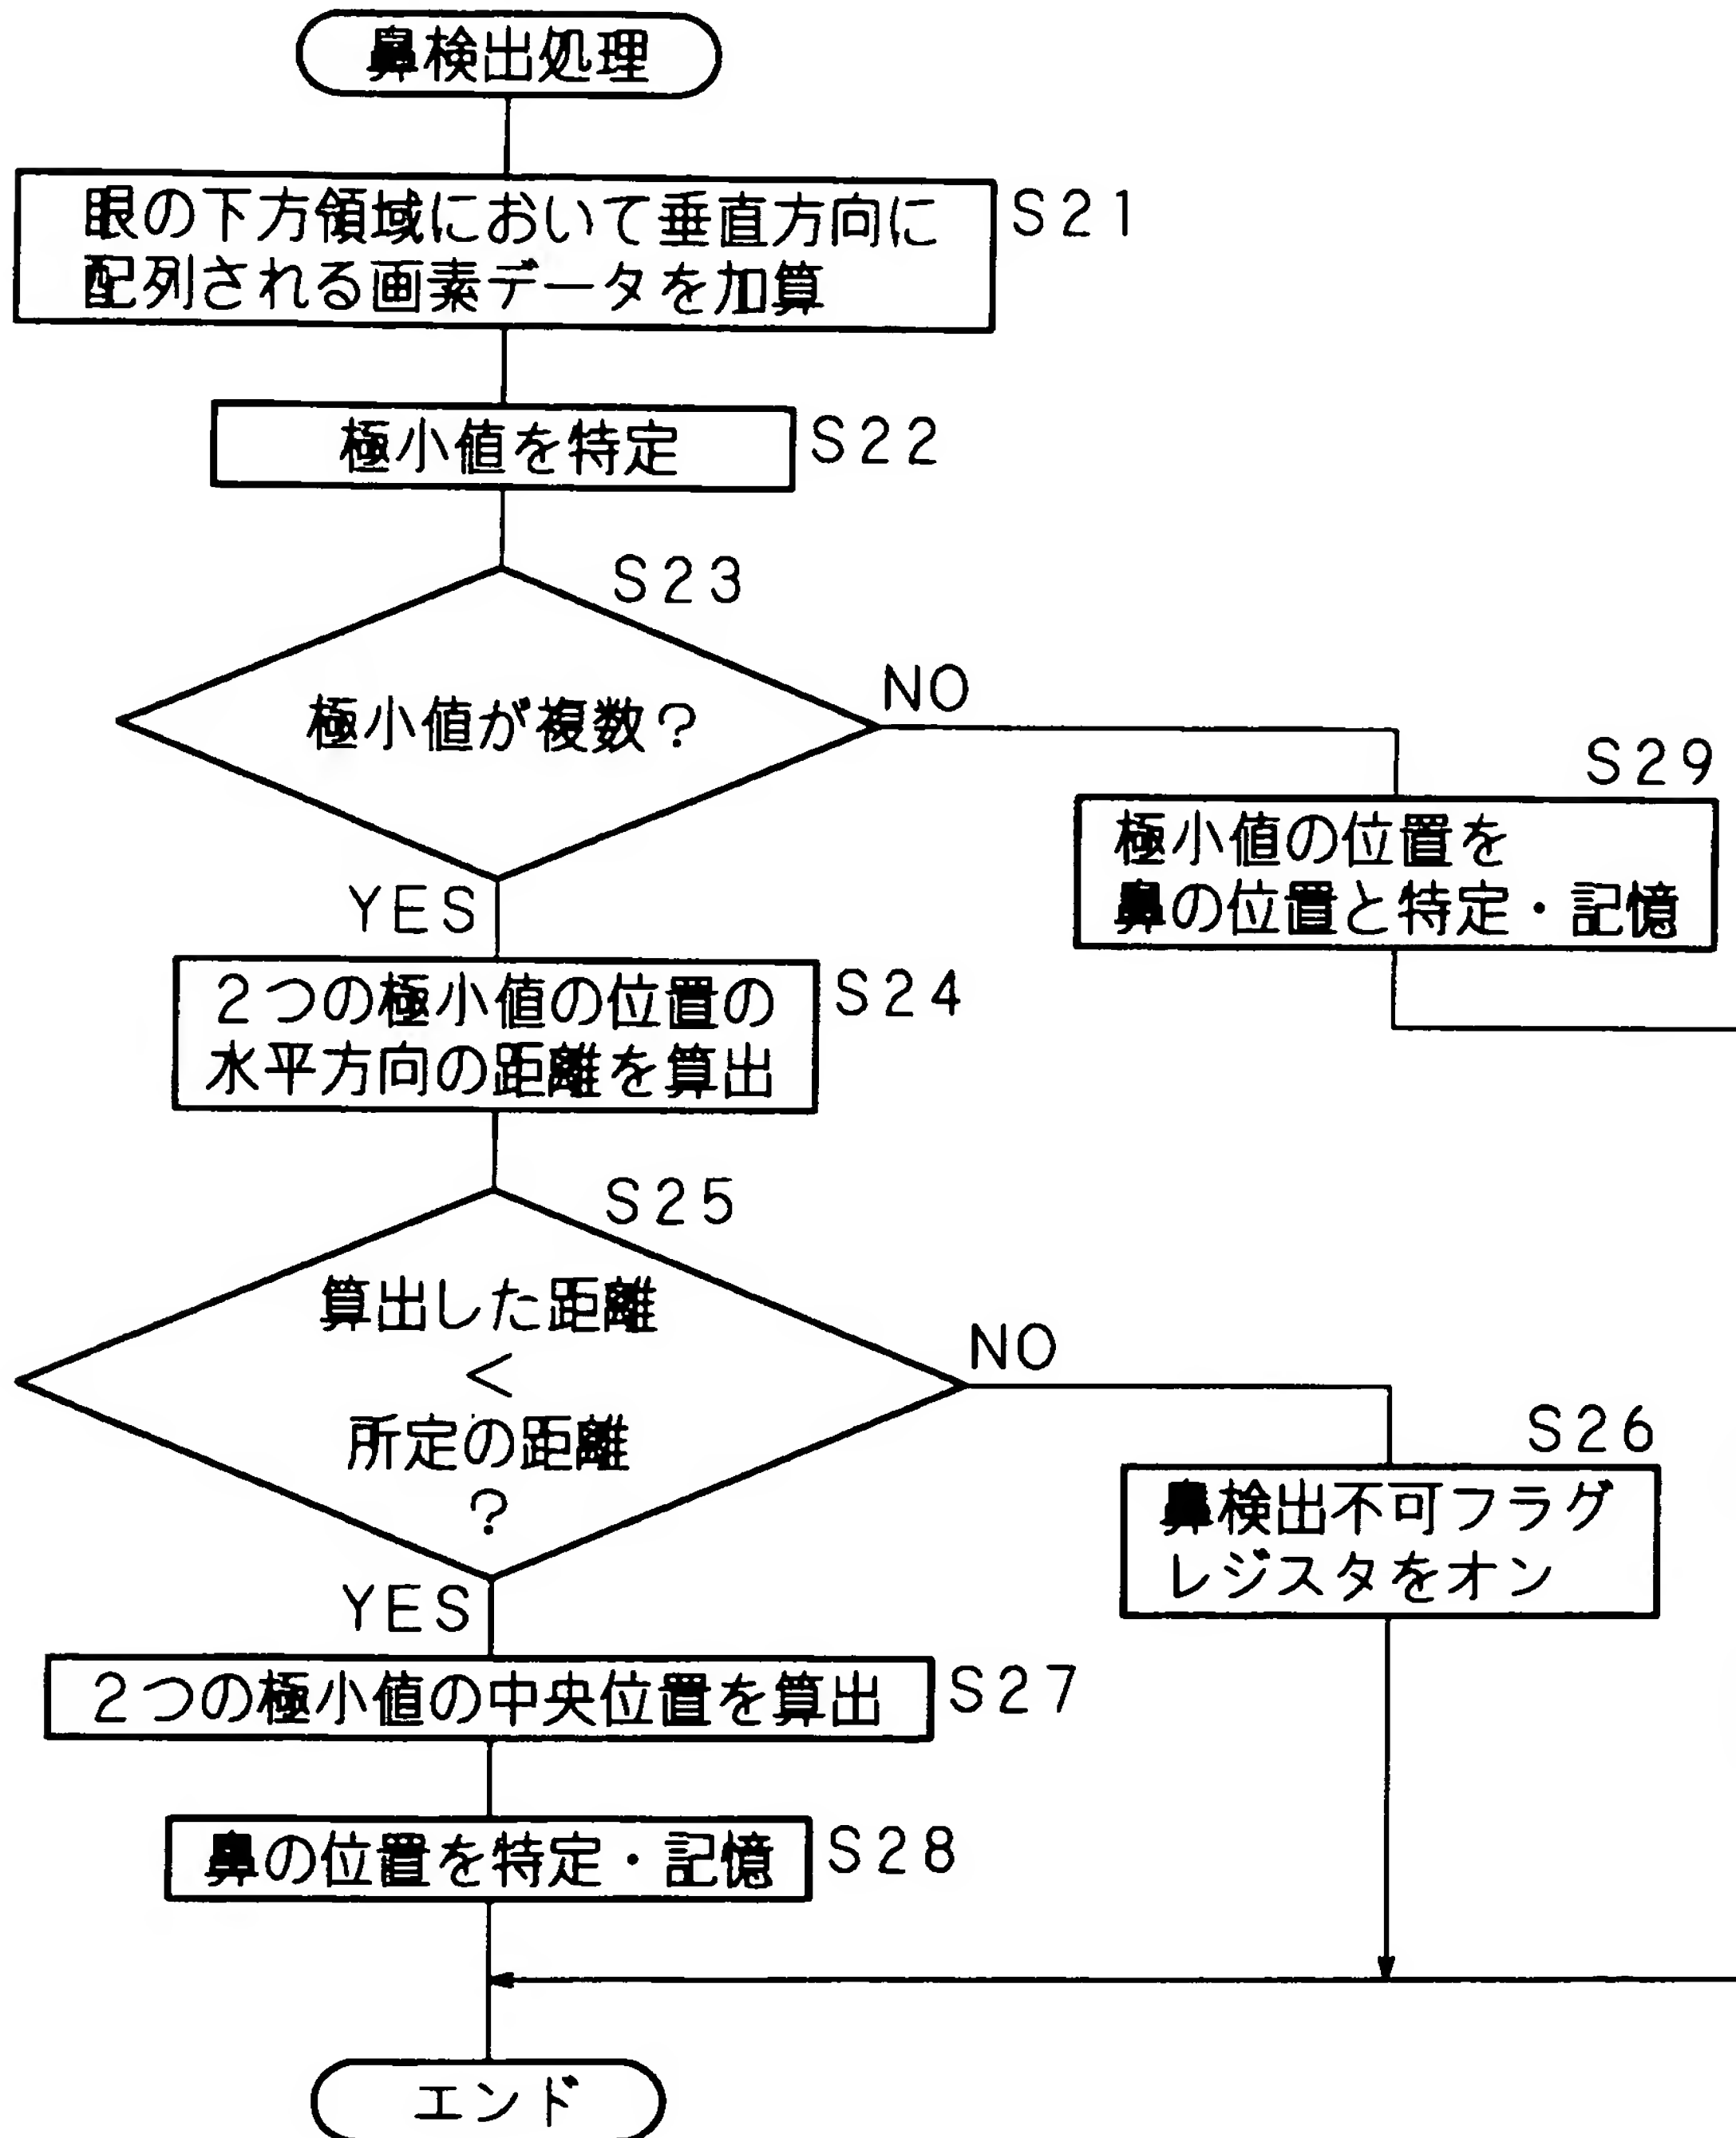 鼻検出処理
眼の下方領域において垂直方向に
配列される画素データを加算
S21
極小値を特定
S22
S23
極小値が複数?
NO
YES
S29
極小値の位置を
鼻の位置と特定・記憶
2つの極小値の位置の
水平方向の距離を算出
S24
S25
算出した距離
<
所定の距離
?
NO
YES
S26
鼻検出不可フラグ
レジスタをオン
2つの極小値の中央位置を算出
S27
鼻の位置を特定・記憶
S28
エンド